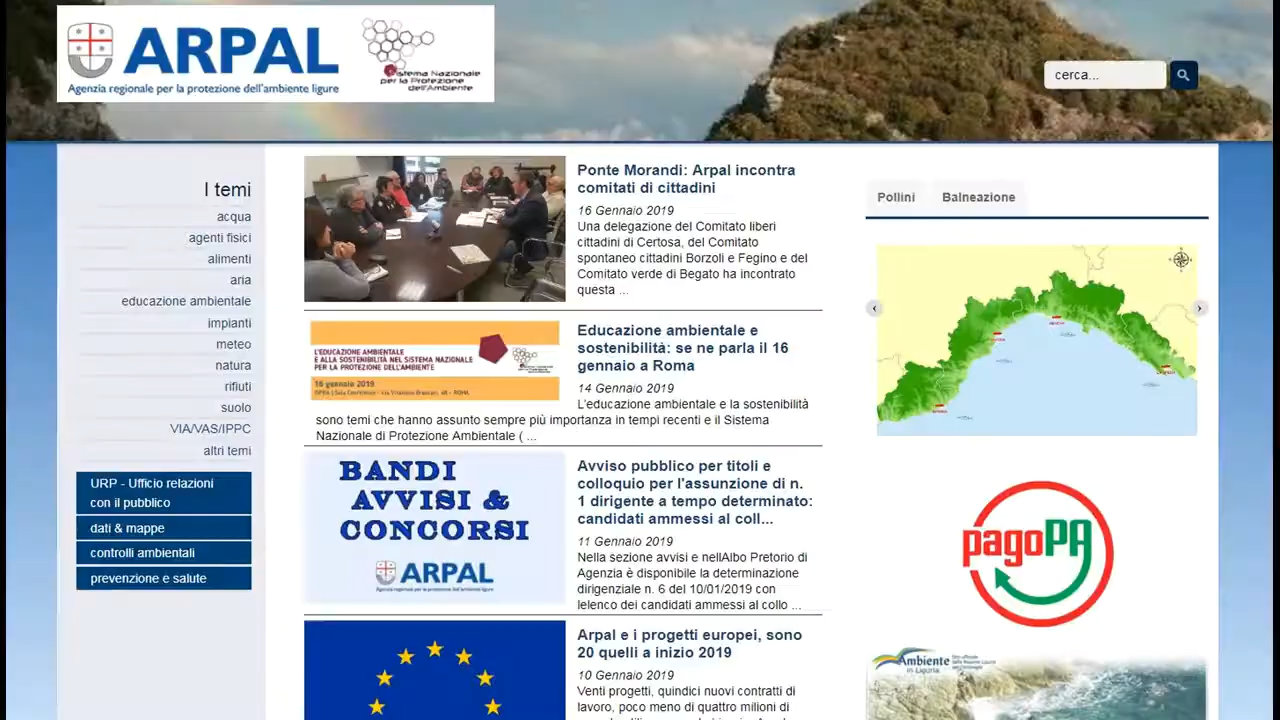 ARPAL
Agenzia regionale per la protezione dell'ambiente ligure
Sistema Nazionale
per la Protezione
dell'Ambiente
cerca...
I temi
acqua
agenti fisici
alimenti
aria
educazione ambientale
impianti
meteo
natura
rifiuti
suolo
VIA/VAS/IPPC
altri temi
URP - Ufficio relazioni
con il pubblico
dati & mappe
controlli ambientali
prevenzione e salute
Ponte Morandi: Arpal incontra
comitati di cittadini
16 Gennaio 2019
Una delegazione del Comitato liberi
cittadini di Certosa, del Comitato
spontaneo cittadini Borzoli e Fegino e del
Comitato verde di Begato ha incontrato
questa ...
L'EDUCAZIONE AMBIENTALE
E ALLA SOSTENIBILITÀ NEL SISTEMA NAZIONALE
PER LA PROTEZIONE DELL'AMBIENTE
16 gennaio 2019
Educazione ambientale e
sostenibilità: se ne parla il 16
gennaio a Roma
14 Gennaio 2019
L'educazione ambientale e la sostenibilità
sono temi che hanno assunto sempre più importanza in tempi recenti e il Sistema
Nazionale di Protezione Ambientale ( ...
BANDI
AVVISI &
CONCORSI
ARPAL
Agenzia regionale per la protezione dell'ambiente ligure
Avviso pubblico per titoli e
colloquio per l'assunzione di n.
1 dirigente a tempo determinato:
candidati ammessi al coll...
11 Gennaio 2019
Nella sezione avvisi e nellAlbo Pretorio di
Agenzia è disponibile la determinazione
dirigenziale n. 6 del 10/01/2019 con
lelenco dei candidati ammessi al collo ...
Arpal e i progetti europei, sono
20 quelli a inizio 2019
10 Gennaio 2019
Venti progetti, quindici nuovi contratti di
lavoro, poco meno di quattro milioni di
Pollini
Balneazione
pagoPA
Ambiente
in Liguria